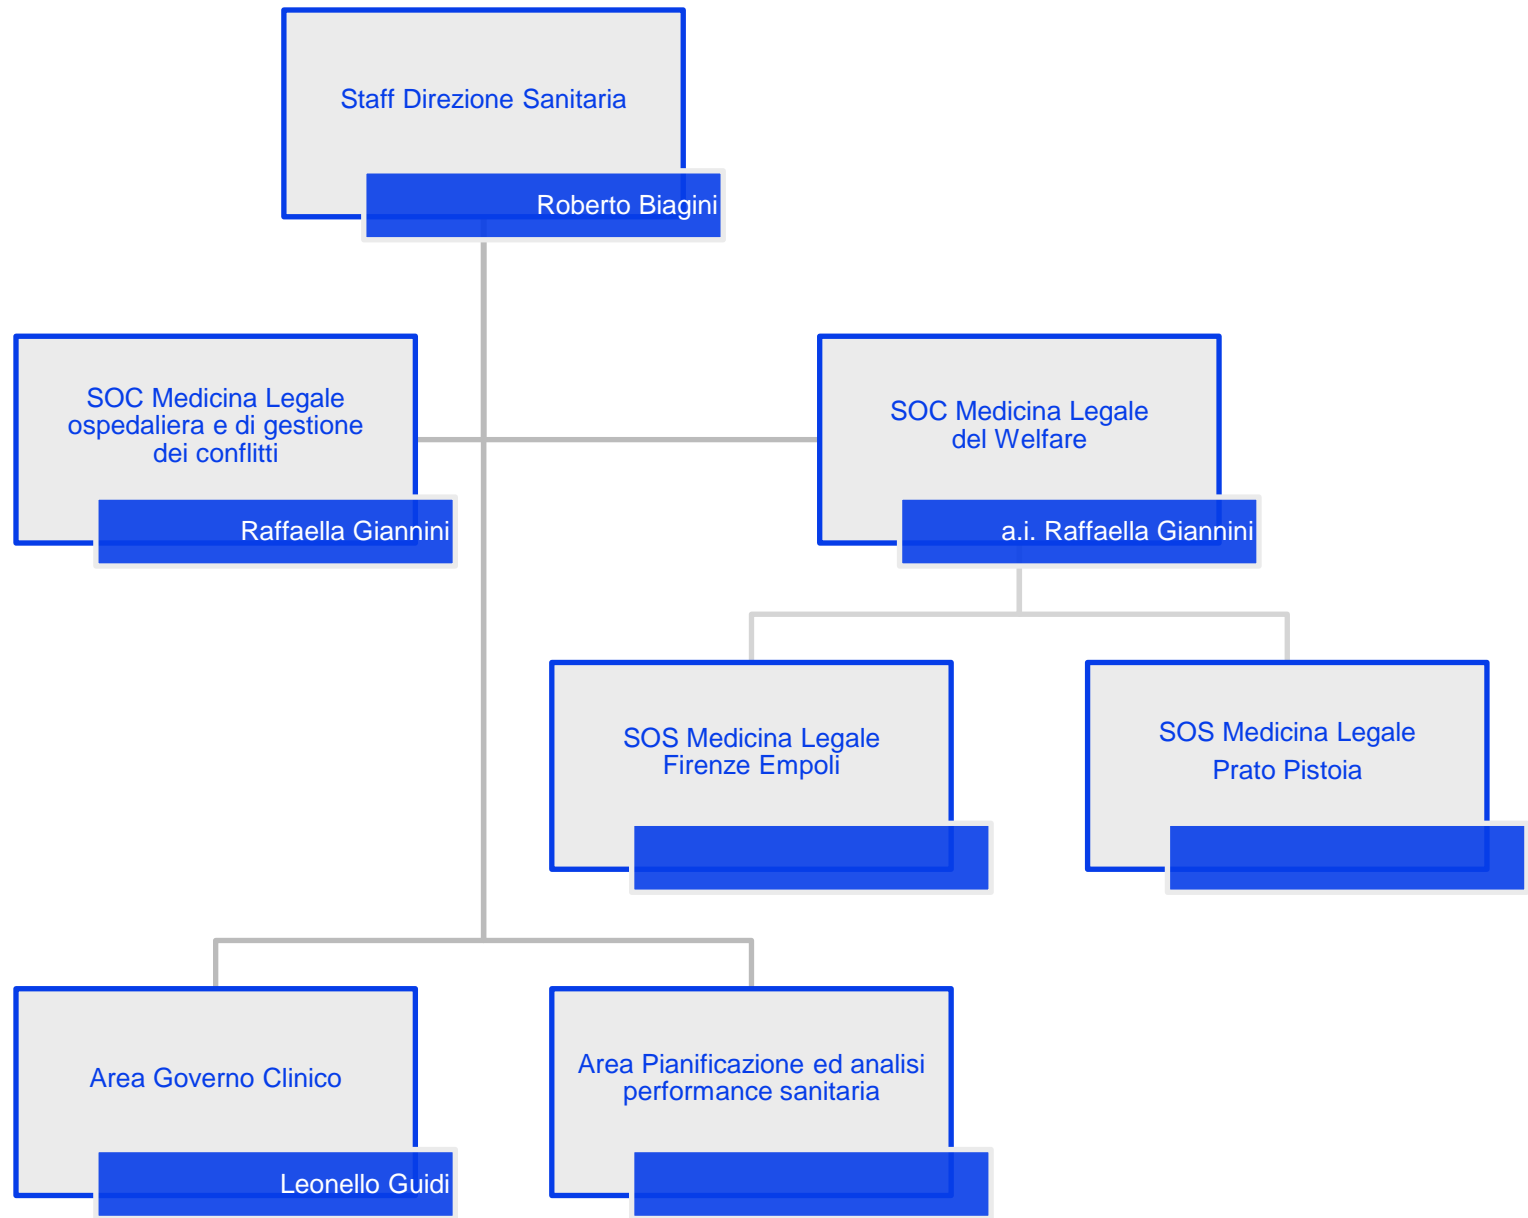 Staff Direzione Sanitaria
Roberto Biagini
SOC Medicina Legale
ospedaliera e di gestione
dei conflitti
Raffaella Giannini
SOC Medicina Legale
del Welfare
a.i. Raffaella Giannini
SOS Medicina Legale
Firenze Empoli
SOS Medicina Legale
Prato Pistoia
Area Governo Clinico
Leonello Guidi
Area Pianificazione ed analisi
performance sanitaria